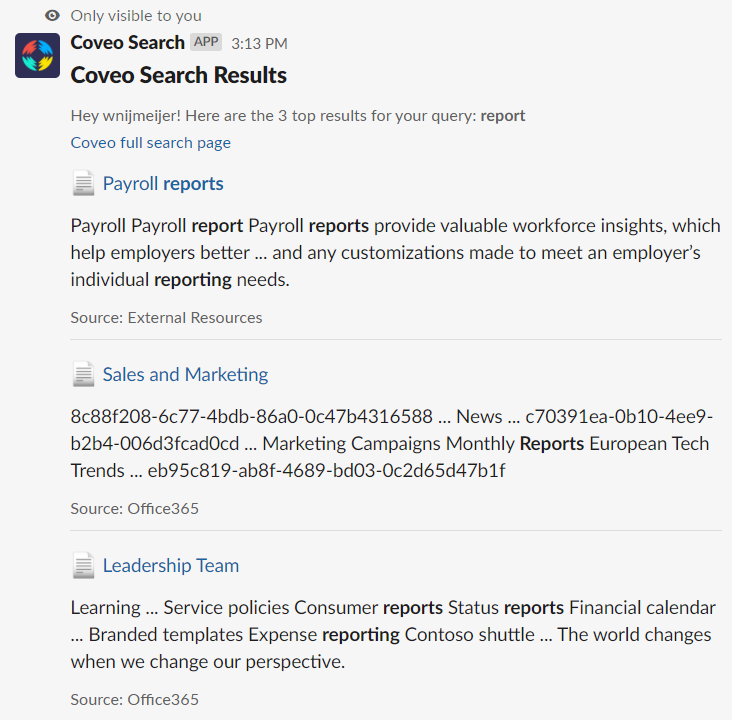 Only visible to you
Coveo Search APP 3:13 PM
Coveo Search Results
Hey wnijmeijer! Here are the 3 top results for your query: report
Coveo full search page
Payroll reports
Payroll Payroll report Payroll reports provide valuable workforce insights, which
help employers better ... and any customizations made to meet an employer’s
individual reporting needs.
Source: External Resources
Sales and Marketing
8c88f208-6c77-4bdb-86a0-0c47b4316588 ... News ... c70391ea-0b10-4ee9-
b2b4-006d3fcad0cd ... Marketing Campaigns Monthly Reports European Tech
Trends ... eb95c819-ab8f-4689-bd03-0c2d65d47b1f
Source: Office365
Leadership Team
Learning ... Service policies Consumer reports Status reports Financial calendar
... Branded templates Expense reporting Contoso shuttle ... The world changes
when we change our perspective.
Source: Office365